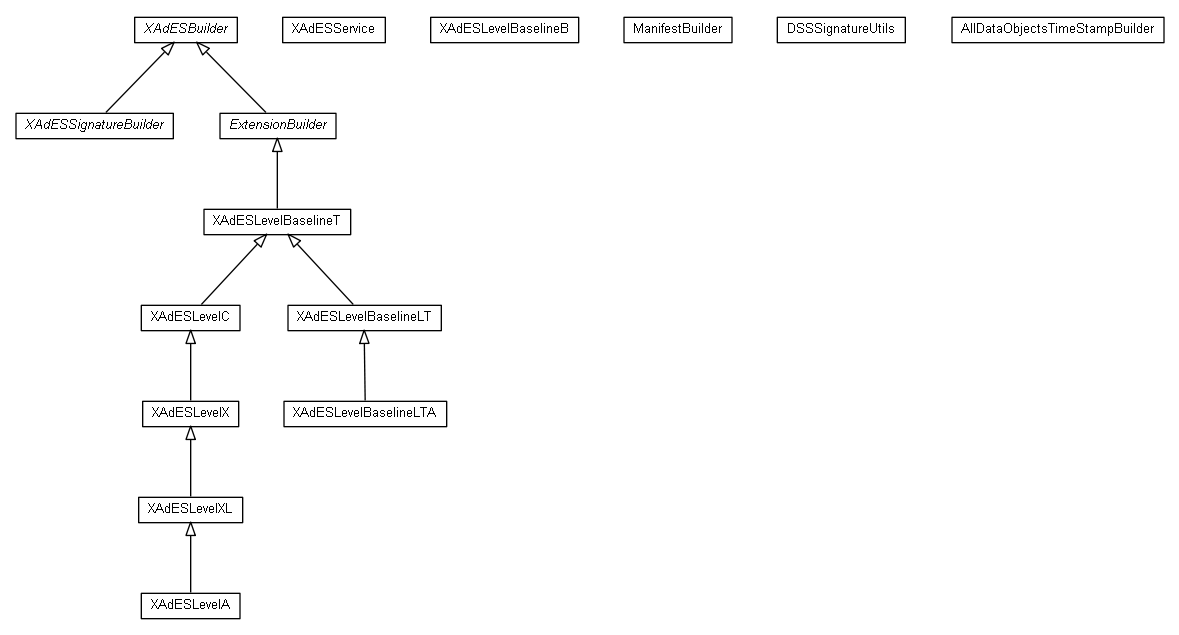 XAdESBuilder
XAdESService
XAdESLevelBaselineB
ManifestBuilder
DSSSignatureUtils
AllDataObjectsTimeStampBuilder
XAdESSignatureBuilder
ExtensionBuilder
XAdESLevelBaselineT
XAdESLevelC
XAdESLevelBaselineLT
XAdESLevelX
XAdESLevelBaselineLTA
XAdESLevelXL
XAdESLevelA